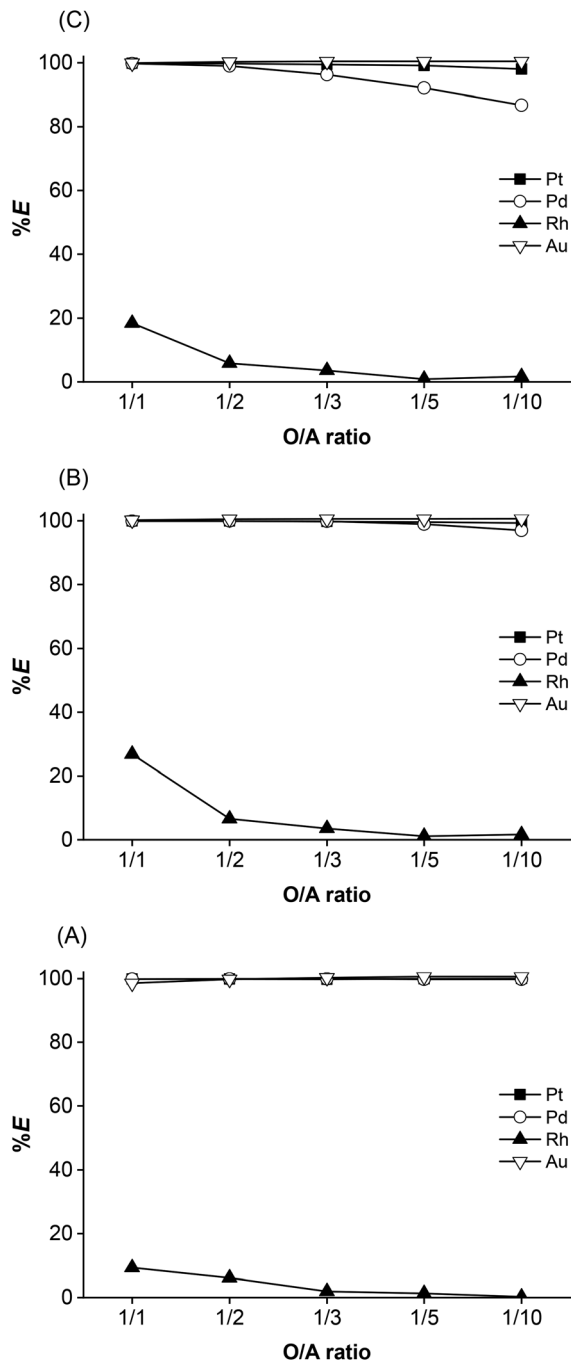 (C)
100
80
60
40
20
0
%E
Pt
Pd
Rh
Au
1/1 1/2 1/3 1/5 1/10
O/A ratio
(B)
100
80
60
40
20
0
%E
Pt
Pd
Rh
Au
1/1 1/2 1/3 1/5 1/10
O/A ratio
(A)
100
80
60
40
20
0
%E
Pt
Pd
Rh
Au
1/1 1/2 1/3 1/5 1/10
O/A ratio